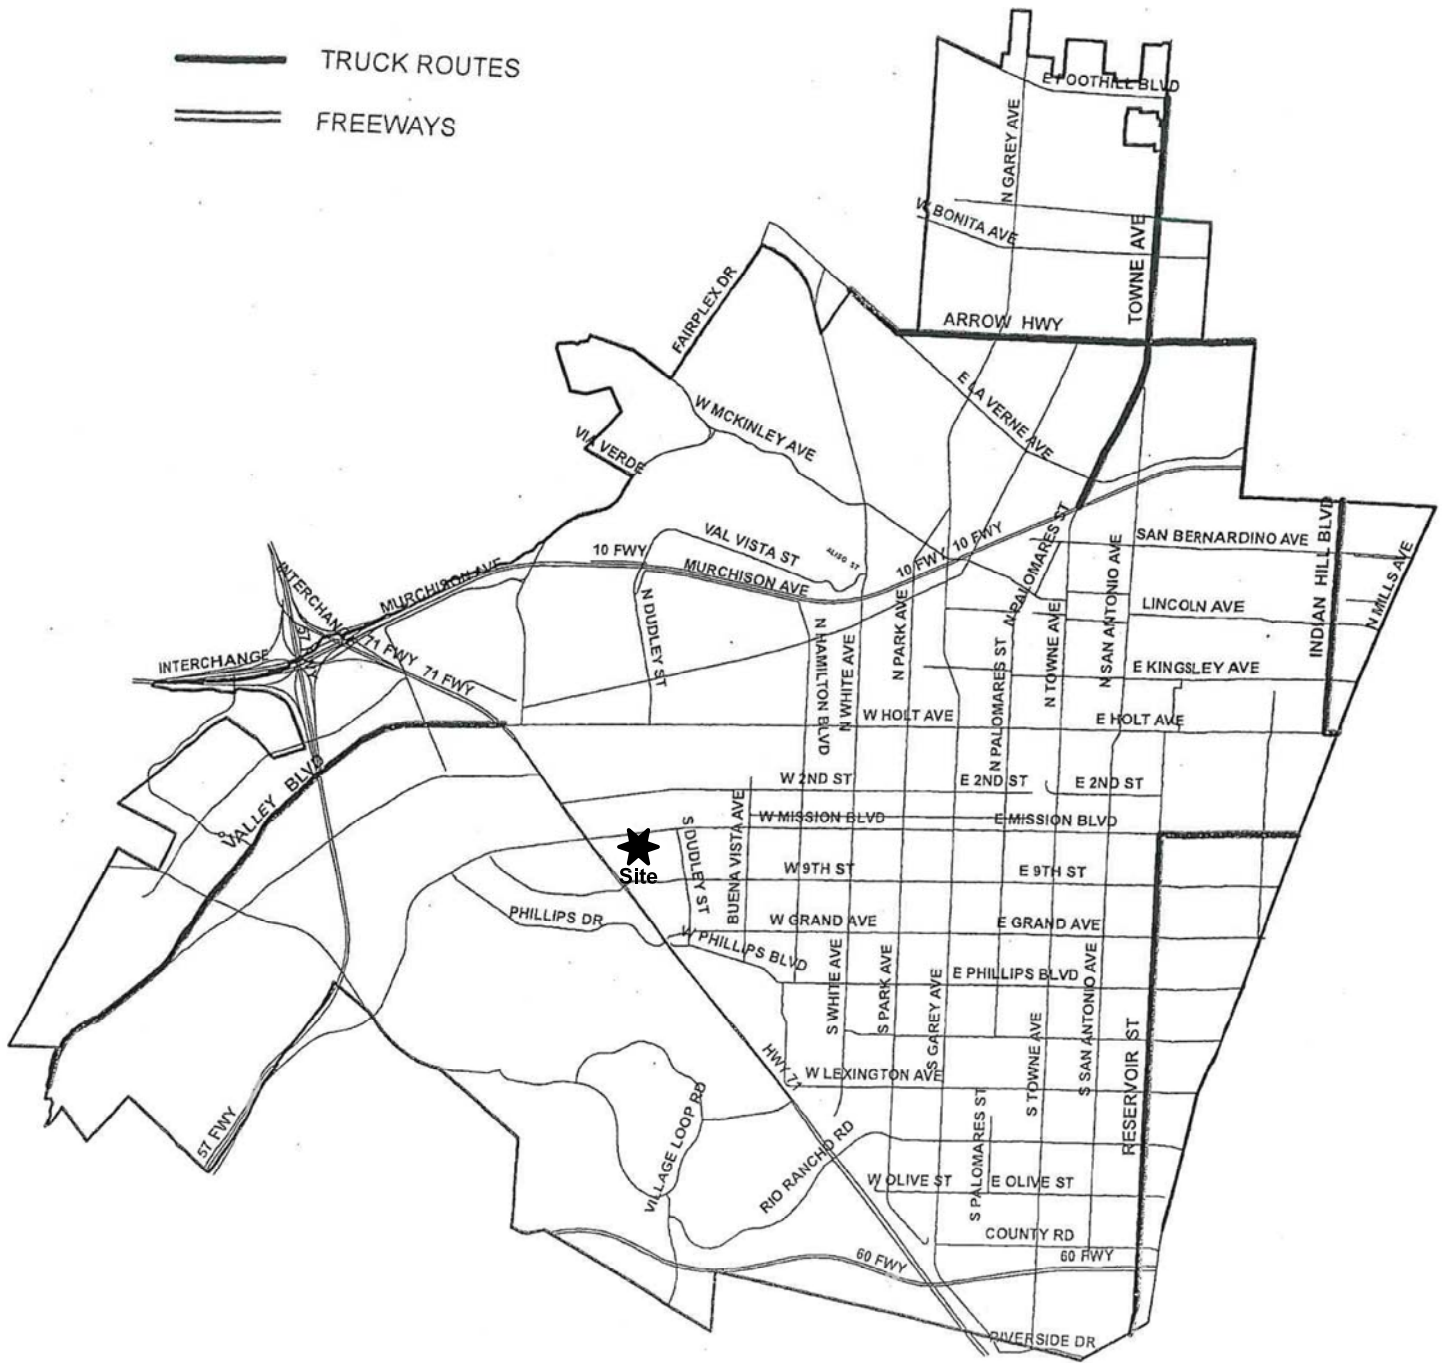 TRUCK ROUTES
FREEWAYS
E FOOTHILL BLVD
N GAREY AVE
W BONITA AVE
TOWNE AVE
ARROW HWY
FAIRPLEX DR
E LA VERNE AVE
W MCKINLEY AVE
VIA VERDE
INDIAN HILL BLVD
N MILLS AVE
SAN BERNARDINO AVE
VAL VISTA ST
ALISO ST
10 FWY
10 FWY
10 FWY
MURCHISON AVE
MURCHISON AVE
INTERCHANGE
INTERCHANGE
71 FWY
71 FWY
N DUDLEY ST
N HAMILTON BLVD
N WHITE AVE
N PARK AVE
N PALOMARES ST
N PALOMARES ST
N TOWNE AVE
N SAN ANTONIO AVE
LINCOLN AVE
E KINGSLEY AVE
W HOLT AVE
E HOLT AVE
VALLEY BLVD
W 2ND ST
E 2ND ST
E 2ND ST
W MISSION BLVD
E MISSION BLVD
S DUDLEY ST
BUENA VISTA AVE
Site
W 9TH ST
E 9TH ST
PHILLIPS DR
W GRAND AVE
E GRAND AVE
W PHILLIPS BLVD
E PHILLIPS BLVD
S WHITE AVE
S PARK AVE
S GAREY AVE
S TOWNE AVE
S SAN ANTONIO AVE
RESERVOIR ST
HWY 71
W LEXINGTON AVE
S PALOMARES ST
VILLAGE LOOP RD
RIO RANCHO RD
57 FWY
W OLIVE ST
E OLIVE ST
COUNTY RD
60 FWY
60 FWY
RIVERSIDE DR